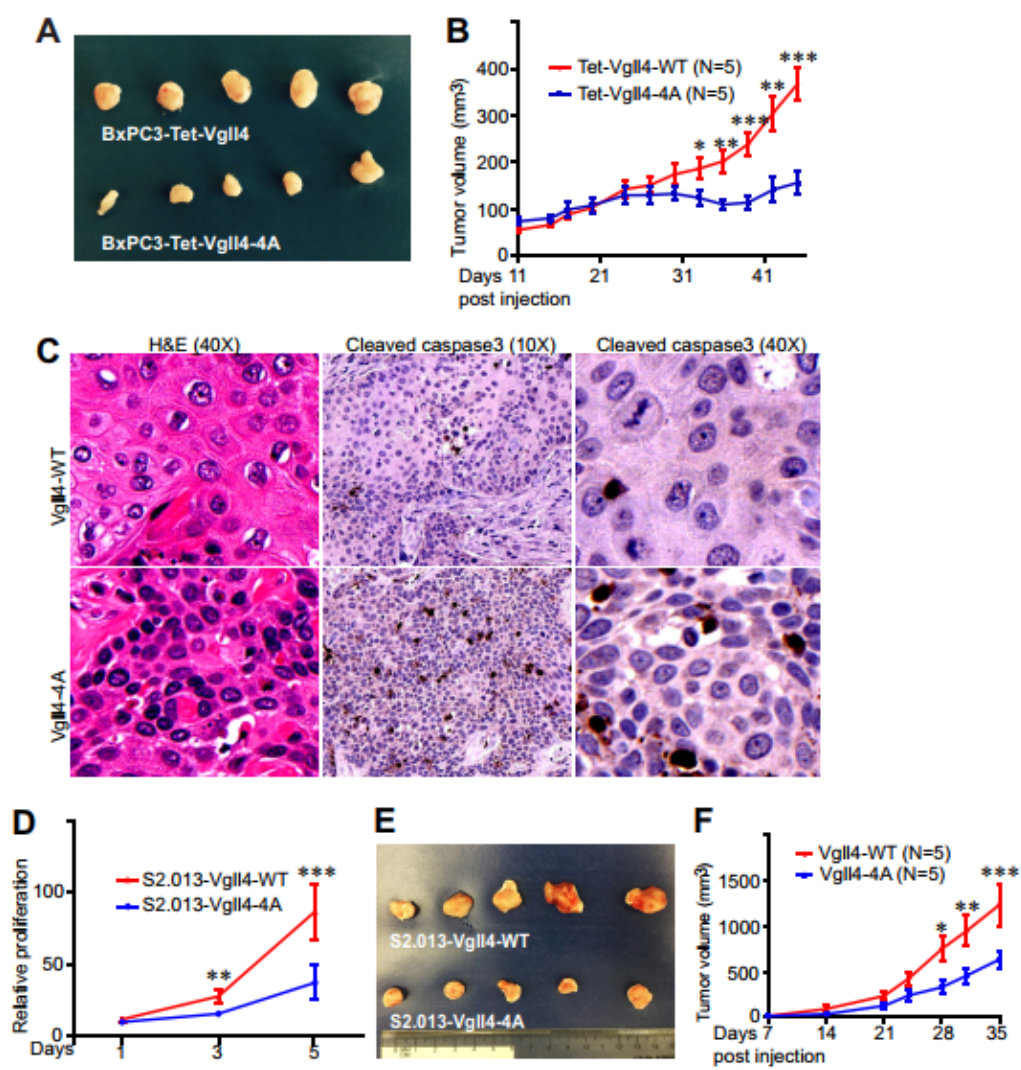 A
BxPC3-Tet-Vgll4
BxPC3-Tet-Vgll4-4A
B
Tet-Vgll4-WT (N=5)
Tet-Vgll4-4A (N=5)
Tumor volume (mm3)
400
300
200
100
0
*
**
***
**
***
Days 11 21 31 41
post injection
C
H&E (40X)
Cleaved caspase3 (10X)
Cleaved caspase3 (40X)
Vgll4-WT
Vgll4-4A
D
S2.013-Vgll4-WT
S2.013-Vgll4-4A
Relative proliferation
100
50
0
**
***
Days 1 3 5
E
S2.013-Vgll4-WT
S2.013-Vgll4-4A
F
Vgll4-WT (N=5)
Vgll4-4A (N=5)
Tumor volume (mm3)
1500
1000
500
0
*
**
***
Days 7 14 21 28 35
post injection